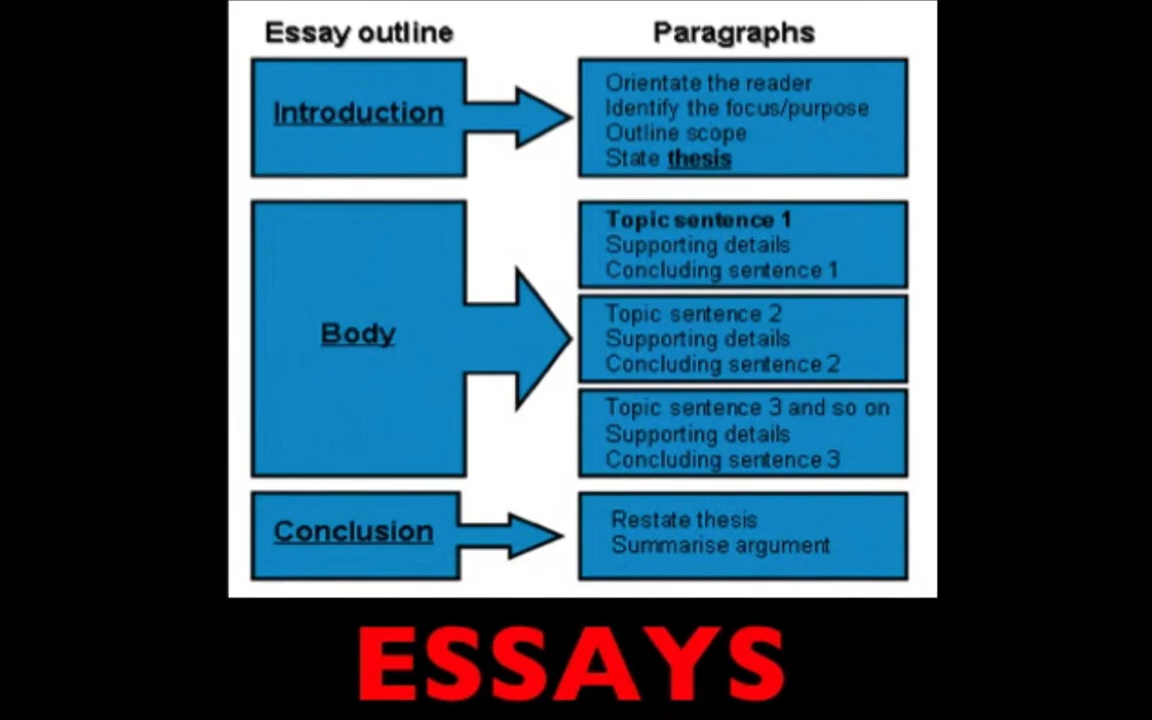 Essay outline
Paragraphs
Introduction
Orientate the reader
Identify the focus/purpose
Outline scope
State thesis
Body
Topic sentence 1
Supporting details
Concluding sentence 1
Topic sentence 2
Supporting details
Concluding sentence 2
Topic sentence 3 and so on
Supporting details
Concluding sentence 3
Conclusion
Restate thesis
Summarise argument
ESSAYS